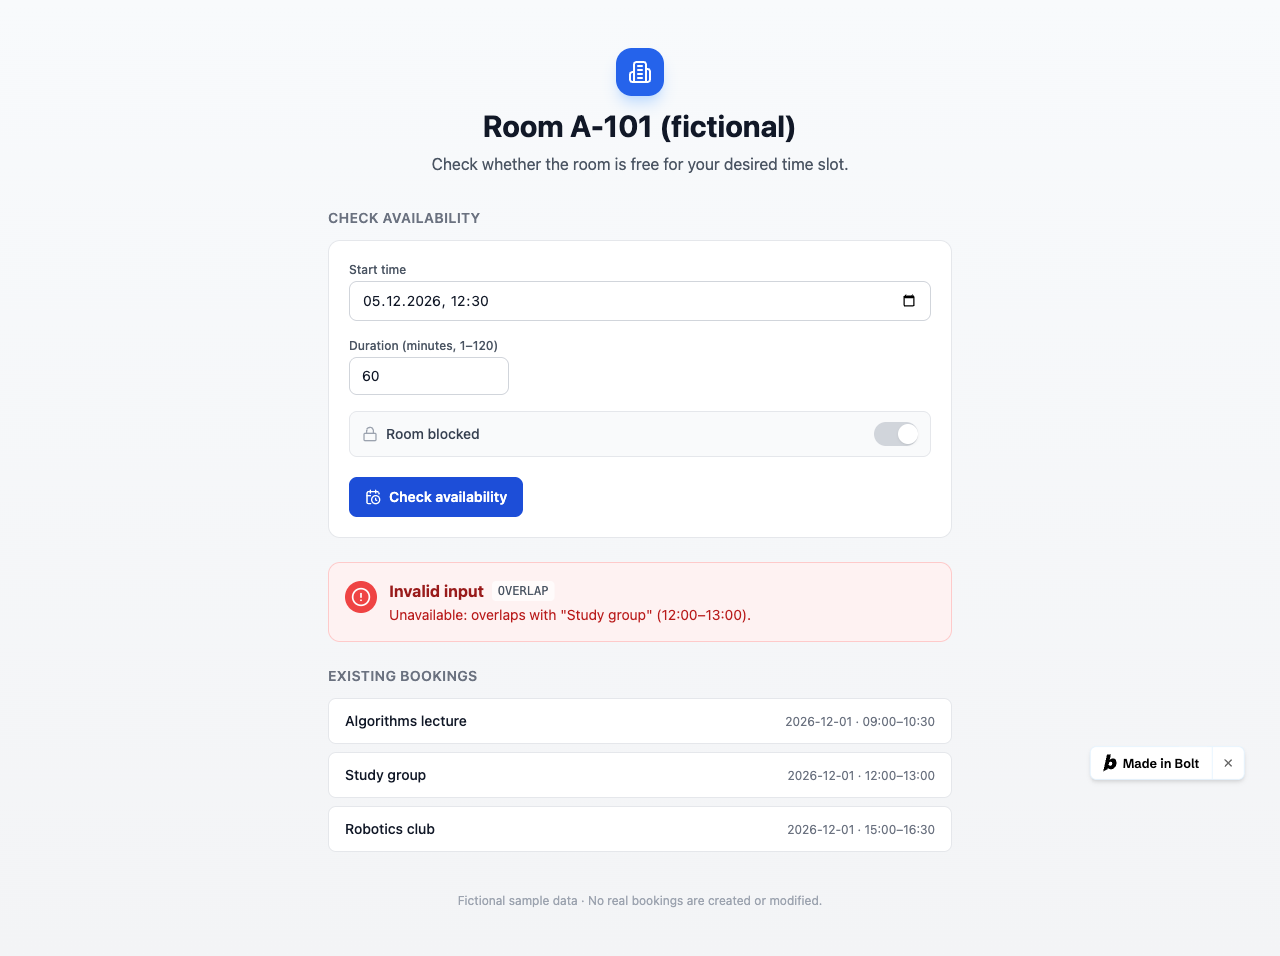 Room A-101 (fictional)
Check whether the room is free for your desired time slot.
CHECK AVAILABILITY
Start time
05.12.2026, 12:30
Duration (minutes, 1–120)
60
Room blocked
Check availability
Invalid input OVERLAP
Unavailable: overlaps with "Study group" (12:00–13:00).
EXISTING BOOKINGS
Algorithms lecture 2026-12-01 · 09:00–10:30
Study group 2026-12-01 · 12:00–13:00
Made in Bolt ×
Robotics club 2026-12-01 · 15:00–16:30
Fictional sample data · No real bookings are created or modified.